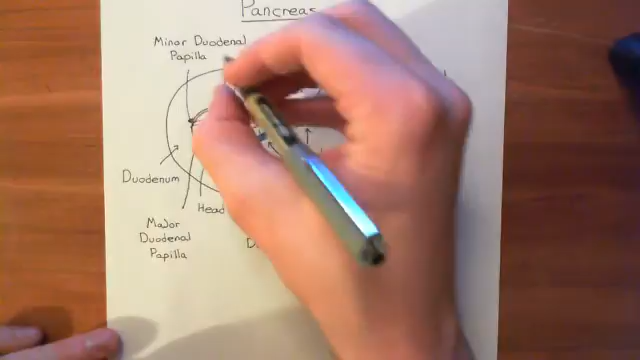 Pancreas
Minor Duodenal
Papilla
Duodenum
Head
Major
Duodenal
Papilla